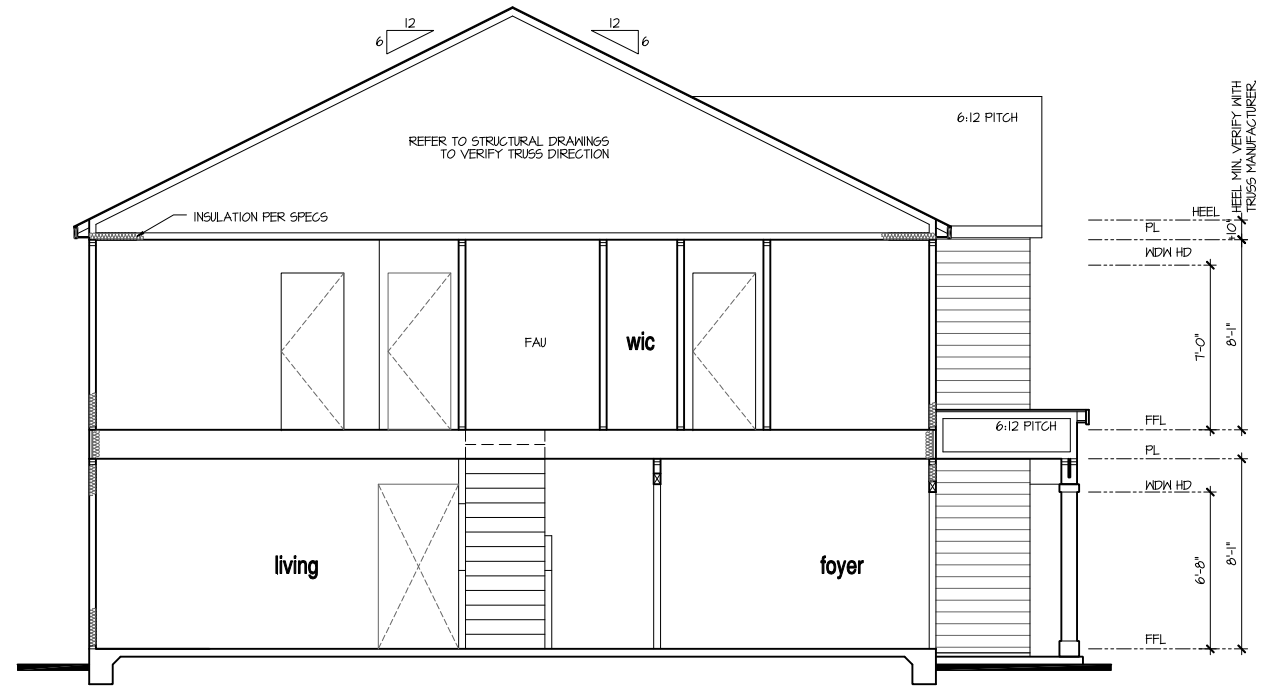 12
12
6
6
6:12 PITCH
HEEL MIN. VERIFY WITH
TRUSS MANUFACTURER.
REFER TO STRUCTURAL DRAWINGS
TO VERIFY TRUSS DIRECTION
INSULATION PER SPECS
HEEL
10"
PL
WDW HD
FAU
wic
7'-0"
8'-1"
FFL
6:12 PITCH
PL
WDW HD
living
foyer
6'-8"
8'-1"
FFL